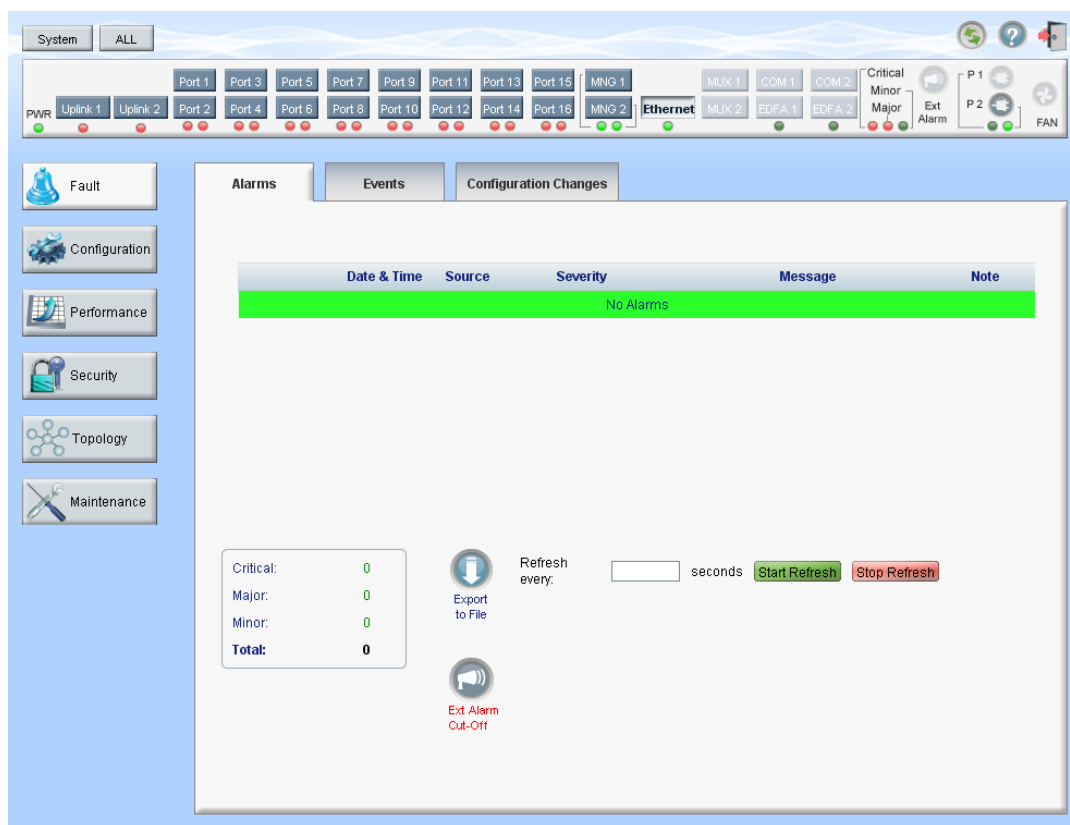 System ALL
Port 1 Port 3 Port 5 Port 7 Port 9 Port 11 Port 13 Port 15 MNG 1 MUX 1 COM 1 COM 2 Critical P 1
Minor
PWR Uplink 1 Uplink 2 Port 2 Port 4 Port 6 Port 8 Port 10 Port 12 Port 14 Port 16 MNG 2 Ethernet MUX 2 EDFA 1 EDFA 2 Major Ext P 2
Alarm FAN
Fault
Configuration
Performance
Security
Topology
Maintenance
Alarms Events Configuration Changes
Date & Time Source Severity Message Note
No Alarms
Critical: 0
Major: 0
Minor: 0
Total: 0
Export
to File
Ext Alarm
Cut-Off
Refresh
every: seconds Start Refresh Stop Refresh